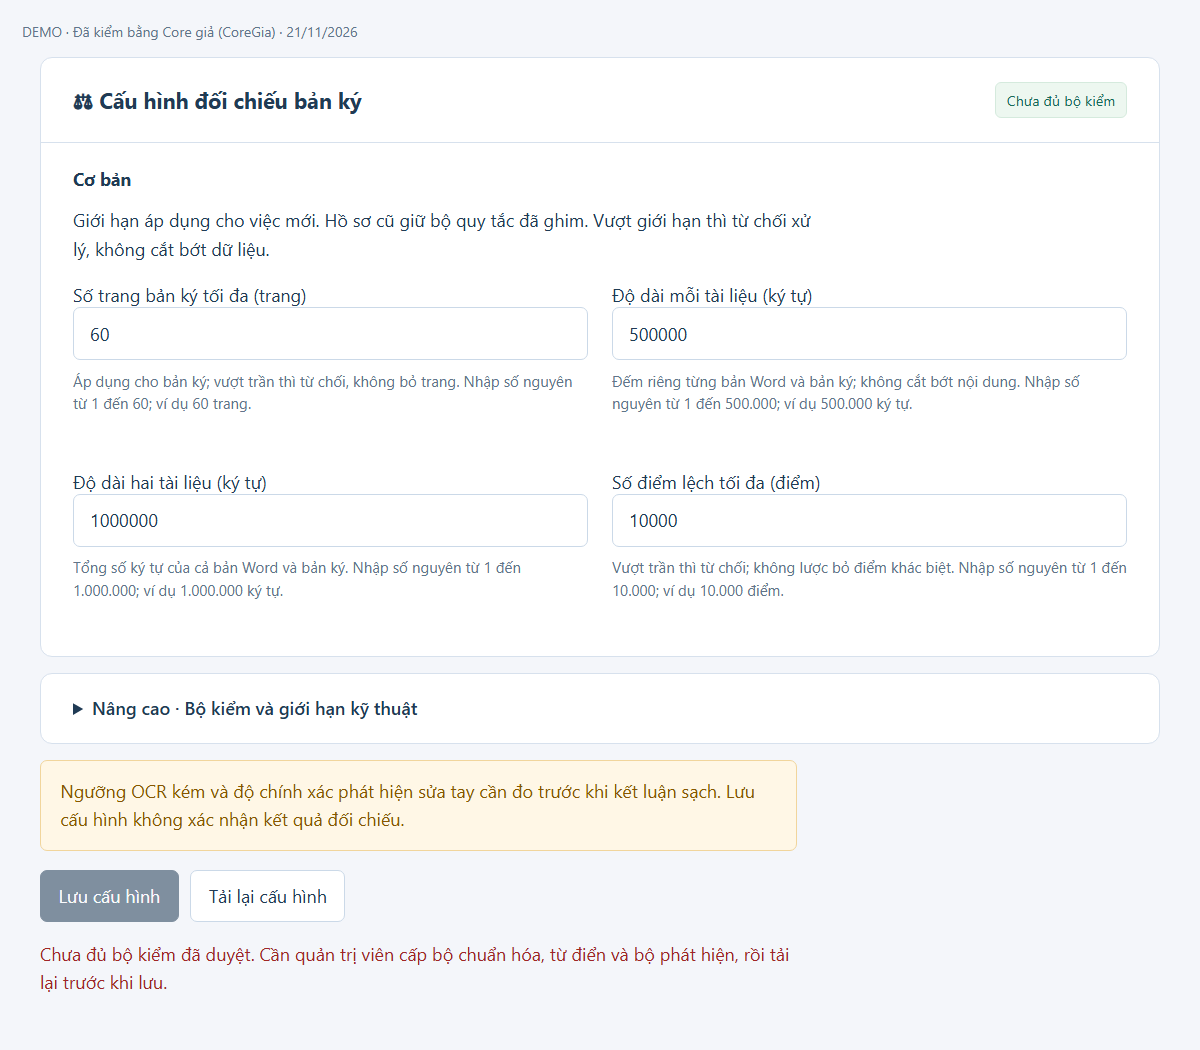 DEMO · Đã kiểm bằng Core giả (CoreGia) · 21/11/2026
Cấu hình đối chiếu bản ký
Chưa đủ bộ kiểm
Cơ bản
Giới hạn áp dụng cho việc mới. Hồ sơ cũ giữ bộ quy tắc đã ghim. Vượt giới hạn thì từ chối xử
lý, không cắt bớt dữ liệu.
Số trang bản ký tối đa (trang)
60
Áp dụng cho bản ký; vượt trần thì từ chối, không bỏ trang. Nhập số nguyên
từ 1 đến 60; ví dụ 60 trang.
Độ dài mỗi tài liệu (ký tự)
500000
Đếm riêng từng bản Word và bản ký; không cắt bớt nội dung. Nhập số
nguyên từ 1 đến 500.000; ví dụ 500.000 ký tự.
Độ dài hai tài liệu (ký tự)
1000000
Tổng số ký tự của cả bản Word và bản ký. Nhập số nguyên từ 1 đến
1.000.000; ví dụ 1.000.000 ký tự.
Số điểm lệch tối đa (điểm)
10000
Vượt trần thì từ chối; không lược bỏ điểm khác biệt. Nhập số nguyên từ 1 đến
10.000; ví dụ 10.000 điểm.
Nâng cao · Bộ kiểm và giới hạn kỹ thuật
Ngưỡng OCR kém và độ chính xác phát hiện sửa tay cần đo trước khi kết luận sạch. Lưu
cấu hình không xác nhận kết quả đối chiếu.
Lưu cấu hình
Tải lại cấu hình
Chưa đủ bộ kiểm đã duyệt. Cần quản trị viên cấp bộ chuẩn hóa, từ điển và bộ phát hiện, rồi tải
lại trước khi lưu.